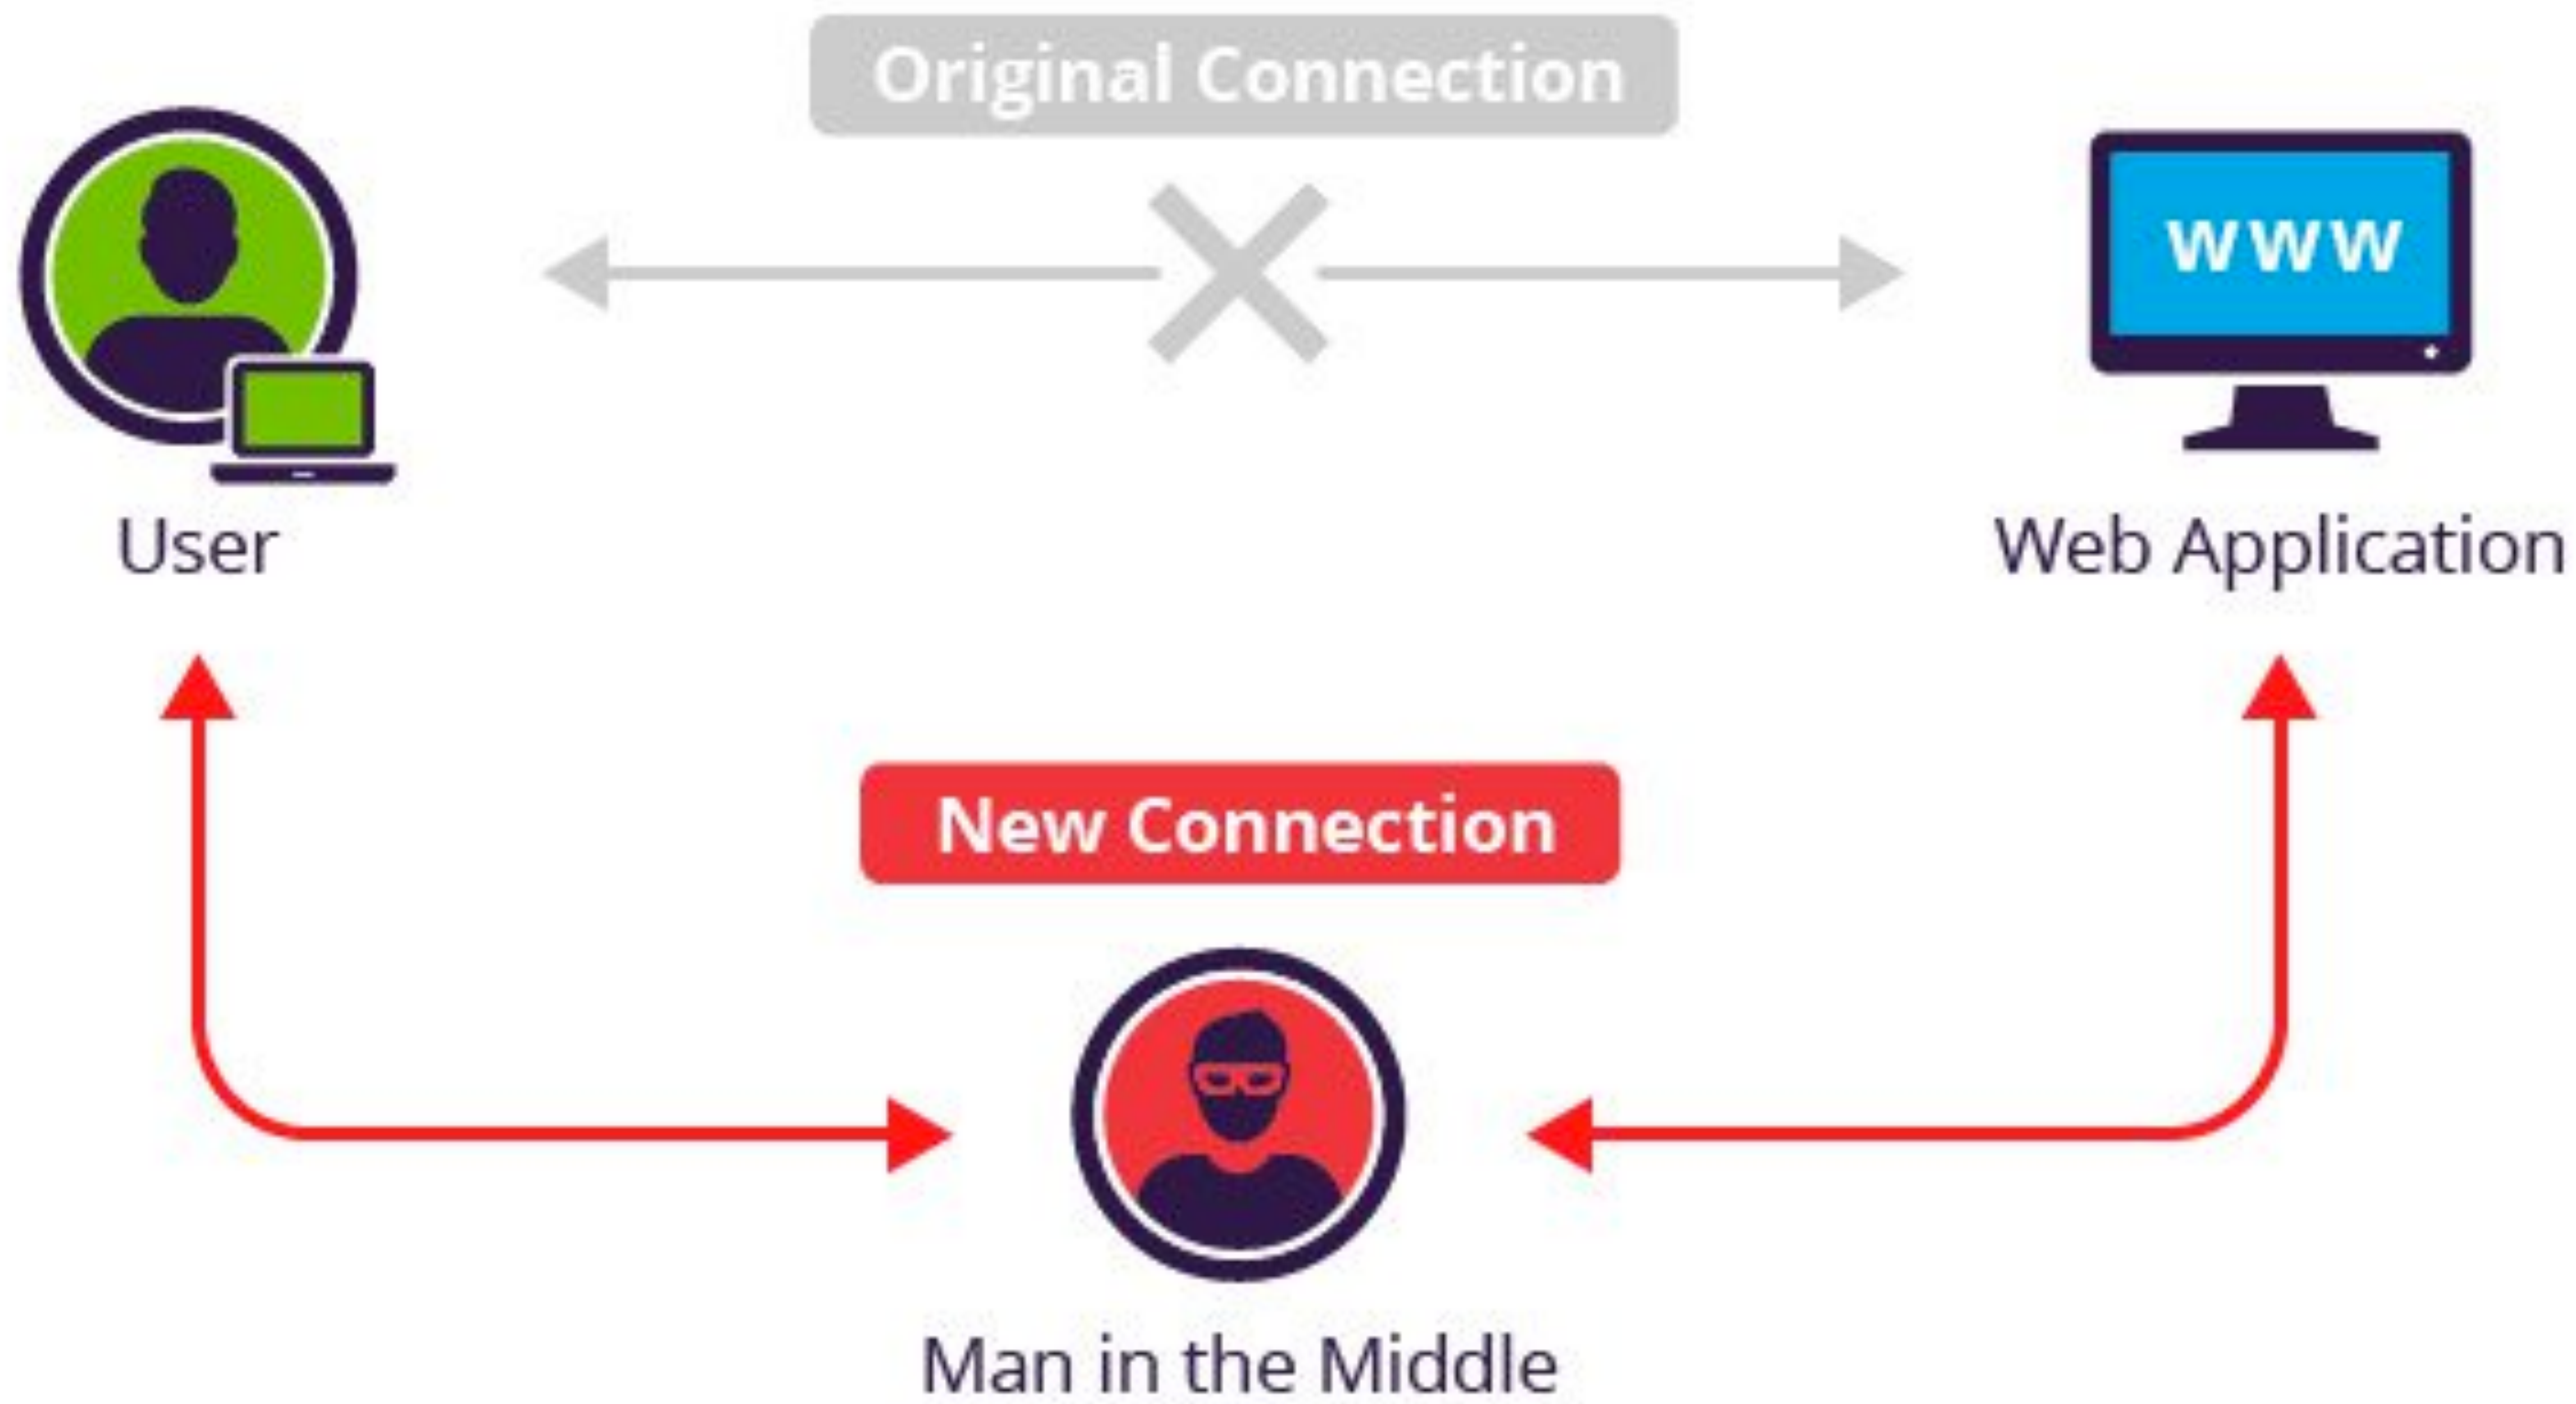 Original Connection
www
User
Web Application
New Connection
Man in the Middle